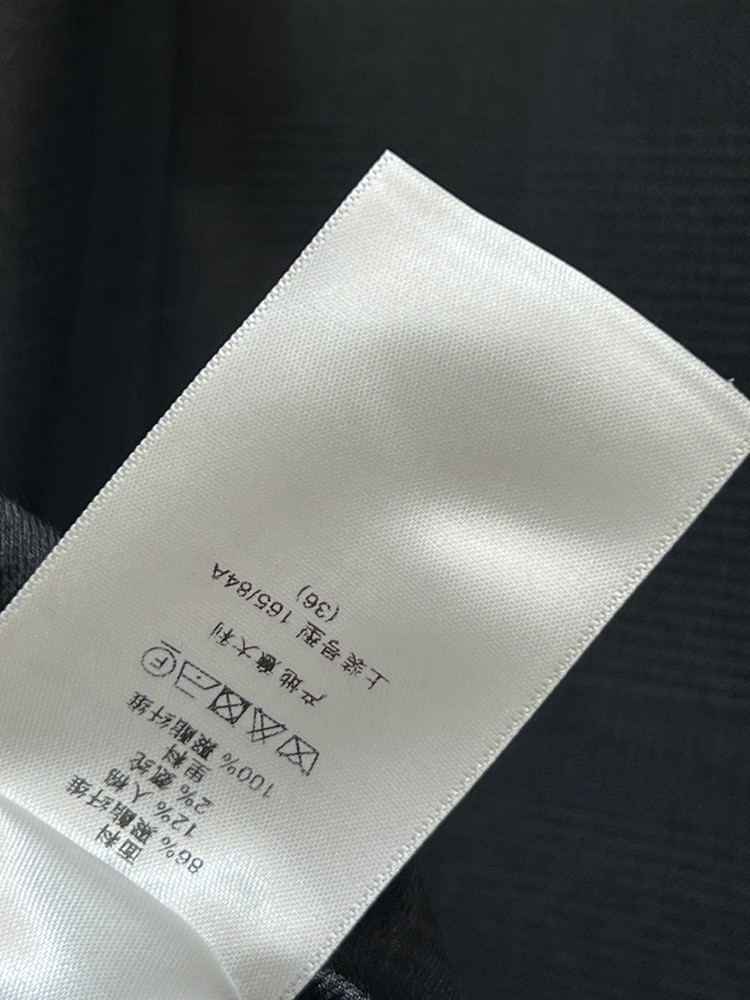 面料
86% 聚酯纤维
12% 人棉
2% 氨纶
里料
100% 聚酯纤维
F
产地 意大利
上装号型 165/84A
(36)